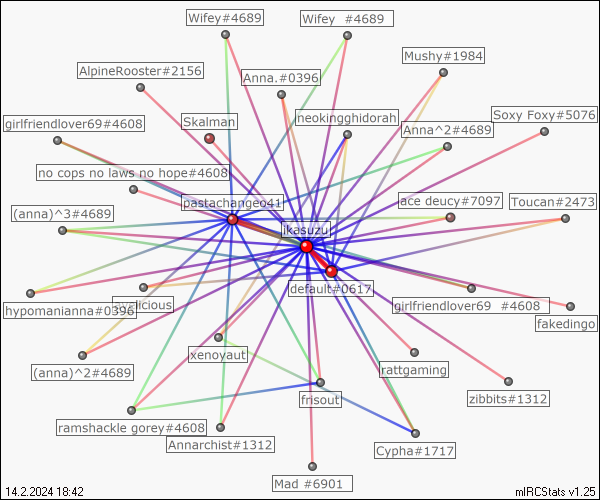 Wifey#4689
Wifey  #4689
Mushy#1984
AlpineRooster#2156
Anna.#0396
Soxy Foxy#5076
girlfriendlover69#4608
Skalman
neokingghidorah
Anna^2#4689
no cops no laws no hope#4608
pastachangeo41
ace deucy#7097
Toucan#2473
(anna)^3#4689
ikasuzu
default#0617
hypomanianna#0396
girlfriendlover69  #4608
fakedingo
xenoyaut
(anna)^2#4689
rattgaming
frisout
zibbits#1312
ramshackle gorey#4608
Annarchist#1312
Cypha#1717
Mad #6901
14.2.2024 18:42
mIRCStats v1.25